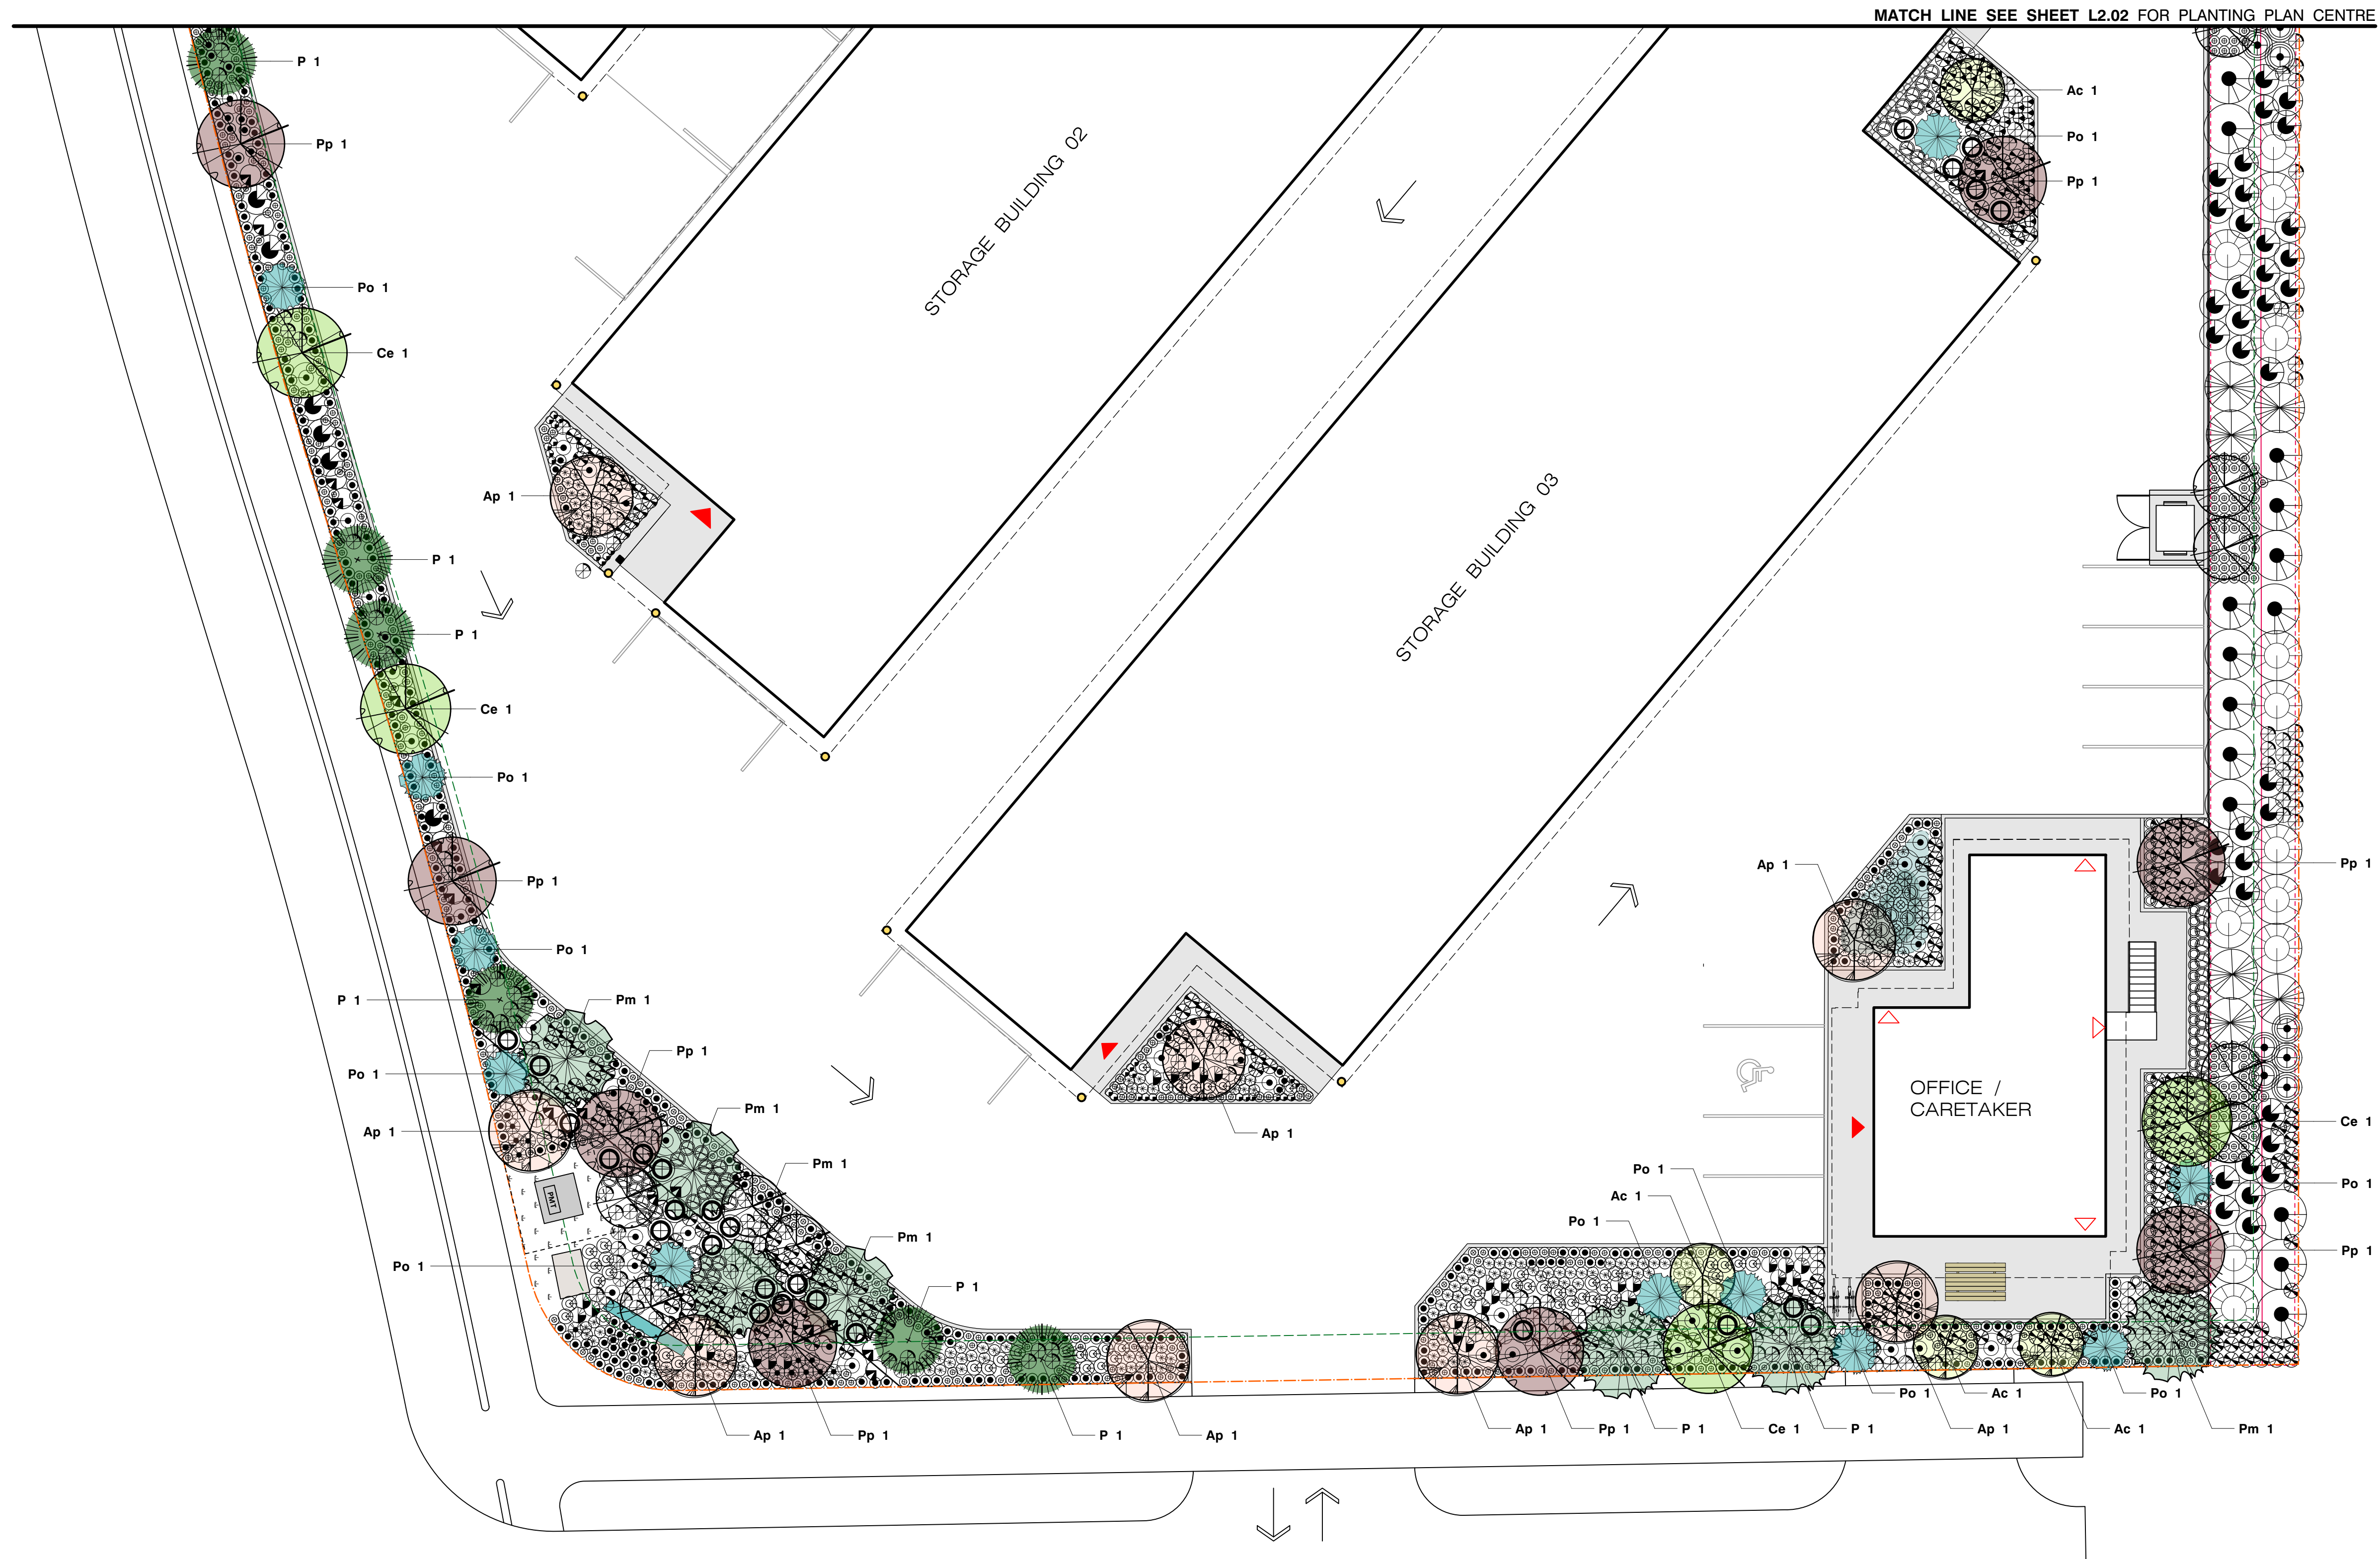 MATCH LINE SEE SHEET L2.02 FOR PLANTING PLAN CENTRE
P 1
Pp 1
Ac 1
Po 1
Pp 1
STORAGE BUILDING 02
Po 1
Ce 1
Ap 1
STORAGE BUILDING 03
P 1
P 1
Ce 1
Po 1
Ap 1
Pp 1
Pp 1
Po 1
P 1
Pm 1
Pp 1
Po 1
OFFICE /
CARETAKER
Pm 1
Ap 1
Ap 1
Ce 1
Pm 1
Po 1
Po 1
Ac 1
PMT
Po 1
Pm 1
Pp 1
Po 1
P 1
Po 1
Ac 1
Po 1
Ap 1
Pp 1
P 1
Ap 1
Ap 1
Pp 1
P 1
Ce 1
P 1
Ap 1
Ac 1
Pm 1